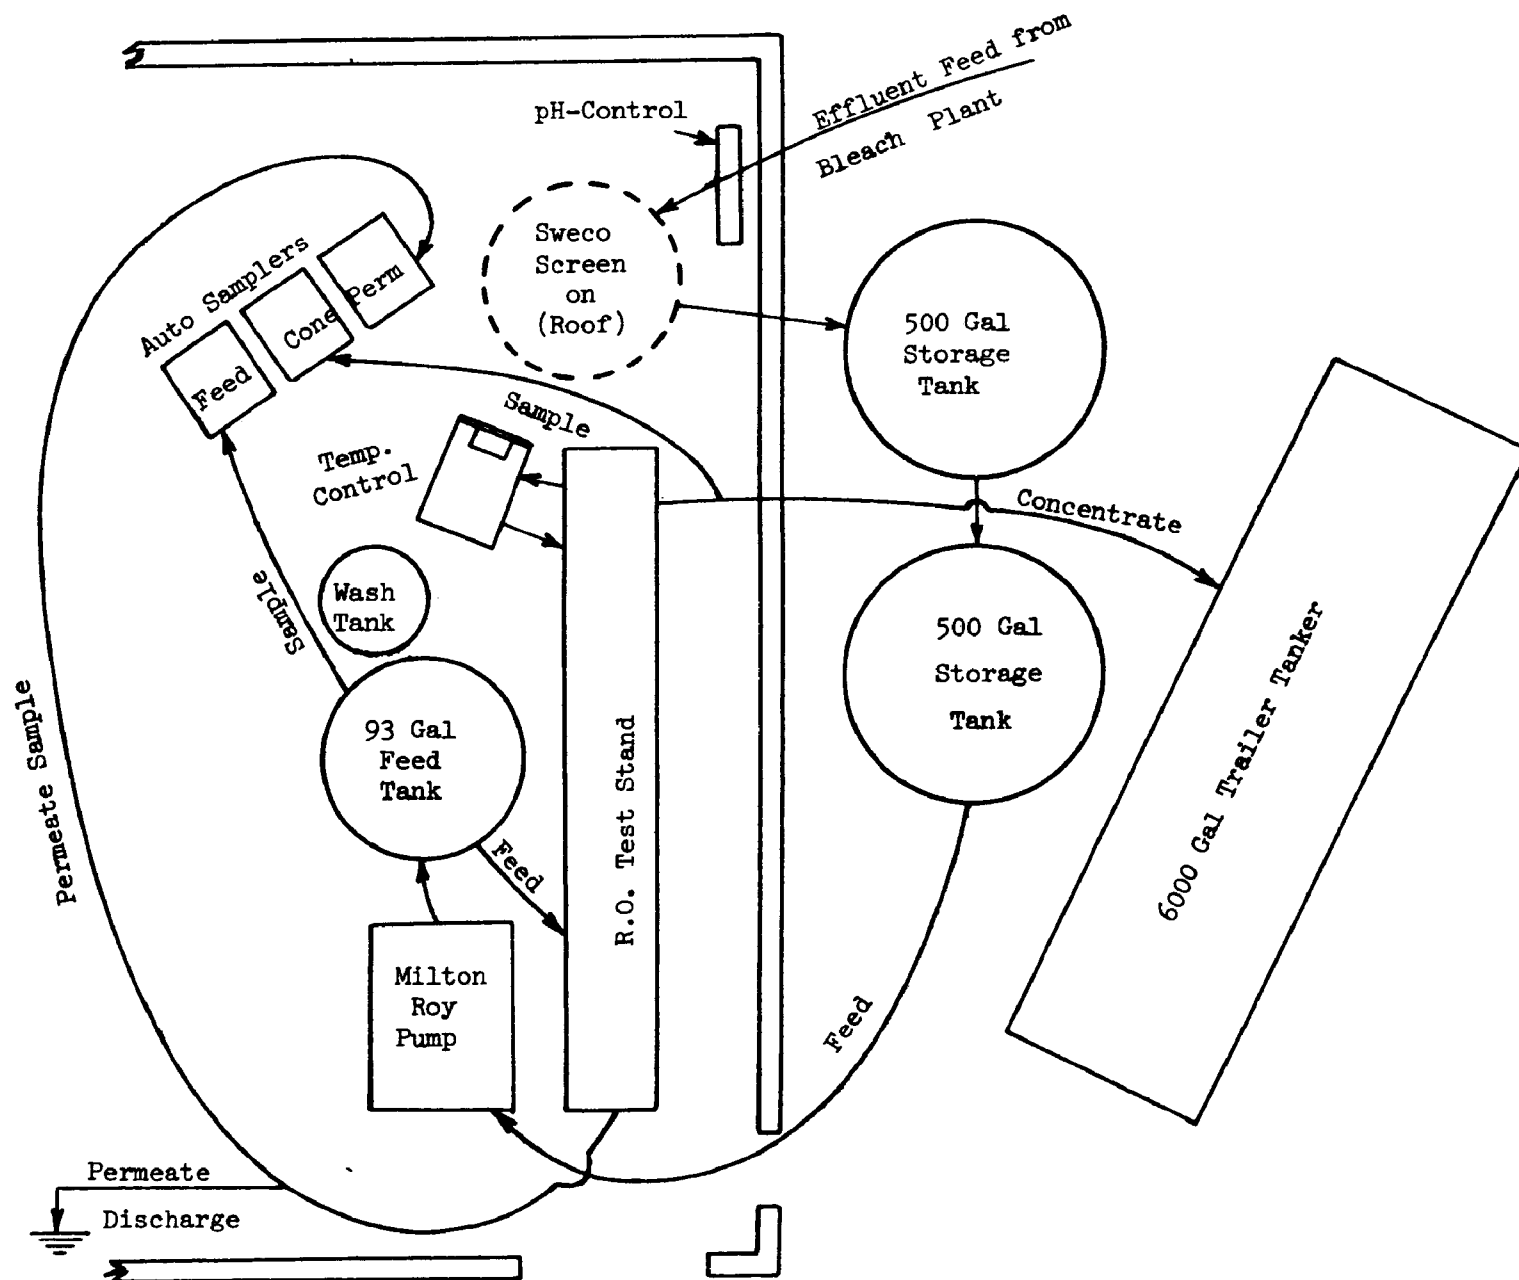 Effluent Feed from
Bleach Plant
pH-Control
Sweco
Screen
on
(Roof)
Auto Samplers
Perm
Conc
Feed
500 Gal
Storage
Tank
Sample
Temp.
Control
Concentrate
Wash
Tank
Sample
500 Gal
Storage
Tank
6000 Gal Trailer Tanker
93 Gal
Feed
Tank
Feed
R.O. Test Stand
Permeate Sample
Milton
Roy
Pump
Feed
Permeate
Discharge